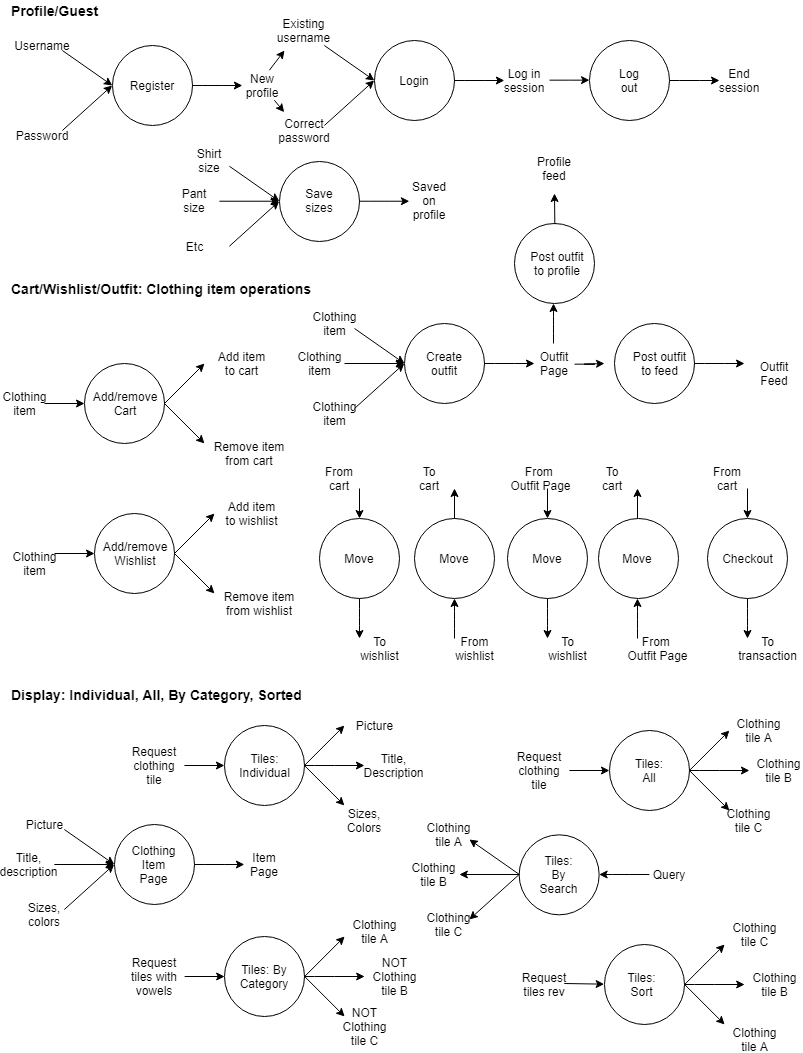 Profile/Guest
Username
Password
Register
New
profile
Existing
username
Correct
password
Login
Log in
session
Log
out
End
session
Shirt
size
Pant
size
Etc
Save
sizes
Saved
on
profile
Profile
feed
Post outfit
to profile
Cart/Wishlist/Outfit: Clothing item operations
Clothing
item
Add/remove
Cart
Add item
to cart
Remove item
from cart
Clothing
item
Clothing
item
Clothing
item
Create
outfit
Outfit
Page
Post outfit
to feed
Outfit
Feed
Clothing
item
Add/remove
Wishlist
Add item
to wishlist
Remove item
from wishlist
From
cart
Move
To
wishlist
To
cart
Move
From
wishlist
From
Outfit Page
Move
To
wishlist
To
cart
Move
From
Outfit Page
From
cart
Checkout
To
transaction
Display: Individual, All, By Category, Sorted
Request
clothing
tile
Tiles:
Individual
Picture
Title,
Description
Sizes,
Colors
Request
clothing
tile
Tiles:
All
Clothing
tile A
Clothing
tile B
Clothing
tile C
Picture
Title,
description
Sizes,
colors
Clothing
Item
Page
Item
Page
Clothing
tile A
Clothing
tile B
Clothing
tile C
Tiles:
By
Search
Query
Request
tiles with
vowels
Tiles: By
Category
Clothing
tile A
NOT
Clothing
tile B
NOT
Clothing
tile C
Request
tiles rev
Tiles:
Sort
Clothing
tile C
Clothing
tile B
Clothing
tile A